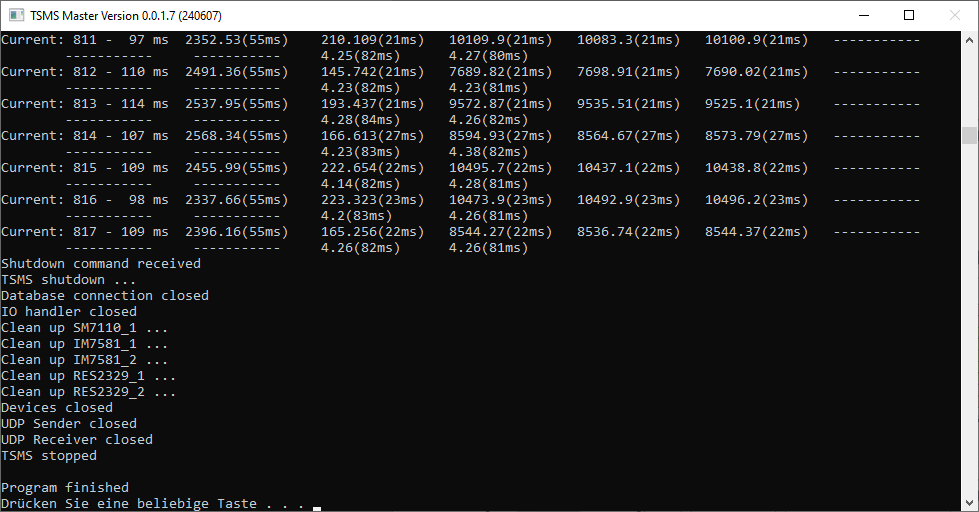 TSMS Master Version 0.0.1.7 (240607)
Current: 811 -  97 ms  2352.53(55ms)    210.109(21ms)   10109.9(21ms)   10083.3(21ms)   10100.9(21ms)   -----------
        -----------     -----------     4.25(82ms)      4.27(80ms)
Current: 812 - 110 ms  2491.36(55ms)    145.742(21ms)   7689.82(21ms)   7698.91(21ms)   7690.02(21ms)   -----------
        -----------     -----------     4.23(82ms)      4.23(81ms)
Current: 813 - 114 ms  2537.95(55ms)    193.437(21ms)   9572.87(21ms)   9535.51(21ms)   9525.1(21ms)    -----------
        -----------     -----------     4.28(84ms)      4.26(82ms)
Current: 814 - 107 ms  2568.34(55ms)    166.613(27ms)   8594.93(27ms)   8564.67(27ms)   8573.79(27ms)   -----------
        -----------     -----------     4.23(83ms)      4.38(82ms)
Current: 815 - 109 ms  2455.99(55ms)    222.654(22ms)   10495.7(22ms)   10437.1(22ms)   10438.8(22ms)   -----------
        -----------     -----------     4.14(82ms)      4.28(81ms)
Current: 816 -  98 ms  2337.66(55ms)    223.323(23ms)   10473.9(23ms)   10492.9(23ms)   10496.2(23ms)   -----------
        -----------     -----------     4.2(83ms)       4.26(81ms)
Current: 817 - 109 ms  2396.16(55ms)    165.256(22ms)   8544.27(22ms)   8536.74(22ms)   8544.37(22ms)   -----------
        -----------     -----------     4.26(82ms)      4.26(81ms)
Shutdown command received
TSMS shutdown ...
Database connection closed
IO handler closed
Clean up SM7110_1 ...
Clean up IM7581_1 ...
Clean up IM7581_2 ...
Clean up RES2329_1 ...
Clean up RES2329_2 ...
Devices closed
UDP Sender closed
UDP Receiver closed
TSMS stopped

Program finished
Drücken Sie eine beliebige Taste . . .